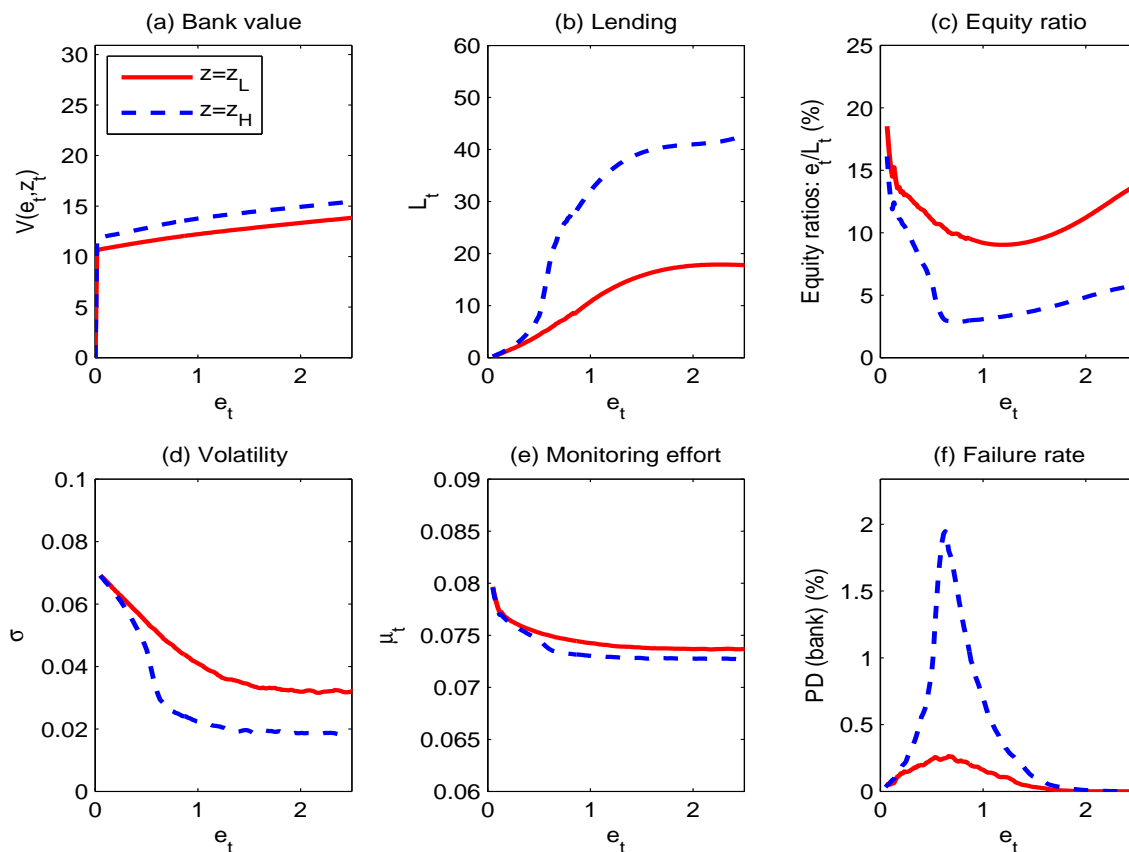 (a) Bank value
30
25
20
15
10
5
0
0 1 2
V(e_t,z_t)
e_t
z=z_L
z=z_H
(b) Lending
60
50
40
30
20
10
0
0 1 2
L_t
e_t
(c) Equity ratio
25
20
15
10
5
0
0 1 2
Equity ratios: e_t/L_t (%)
e_t
(d) Volatility
0.1
0.08
0.06
0.04
0.02
0
0 1 2
σ
e_t
(e) Monitoring effort
0.09
0.085
0.08
0.075
0.07
0.065
0.06
0 1 2
μ_t
e_t
(f) Failure rate
2
1.5
1
0.5
0
0 1 2
PD (bank) (%)
e_t